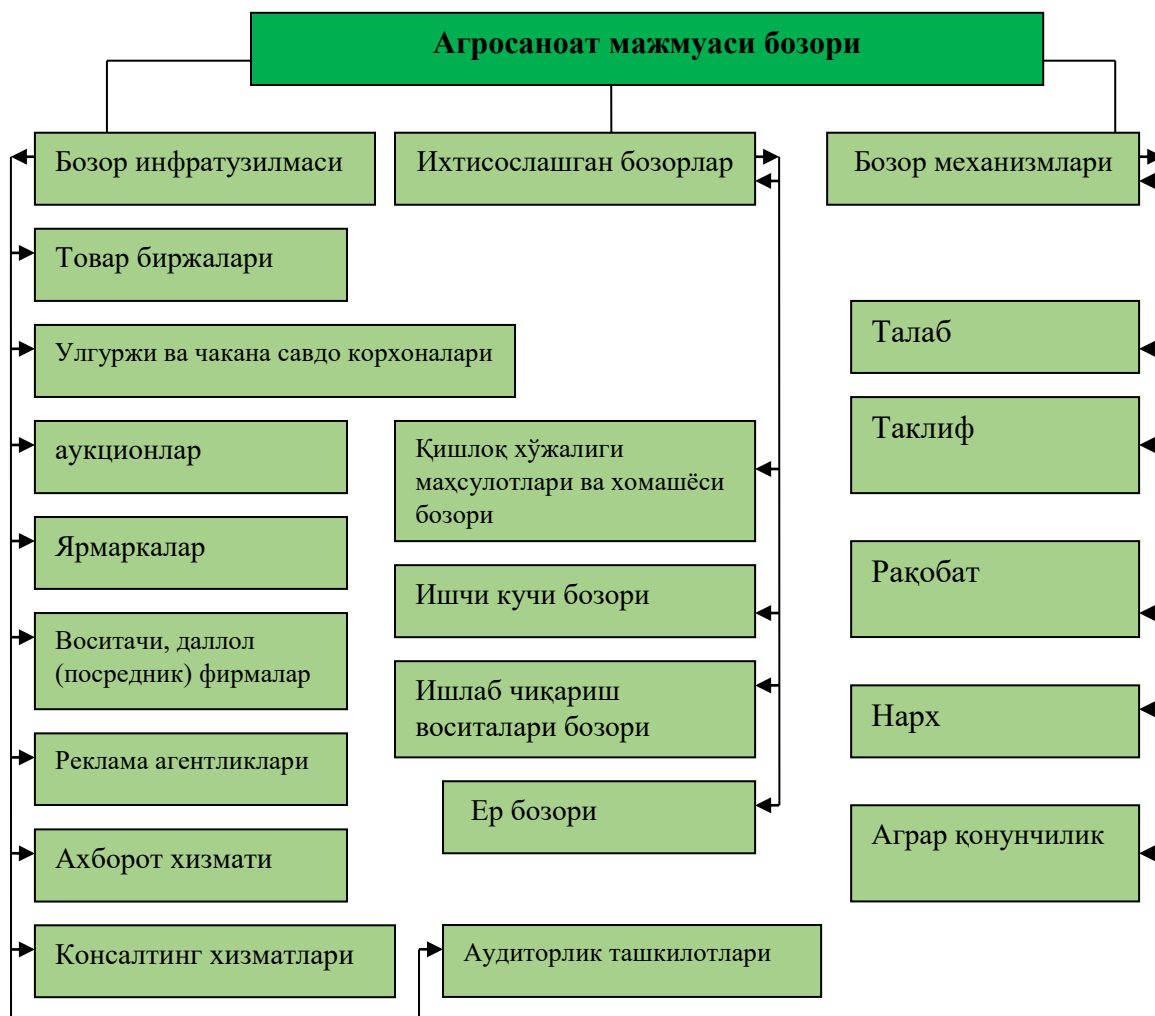 Агросаноат мажмуаси бозори
Бозор инфратузилмаси
Товар биржалари
Улгуржи ва чакана савдо корхоналари
аукционлар
Ярмаркалар
Воситачи, даллол
(посредник) фирмалар
Реклама агентликлари
Ахборот хизмати
Консалтинг хизматлари
Аудиторлик ташкилотлари
Ихтисослашган бозорлар
Қишлоқ хўжалиги
маҳсулотлари ва хомашёси
бозори
Ишчи кучи бозори
Ишлаб чиқариш
воситалари бозори
Ер бозори
Бозор механизмлари
Талаб
Таклиф
Рақобат
Нарх
Аграр қонунчилик